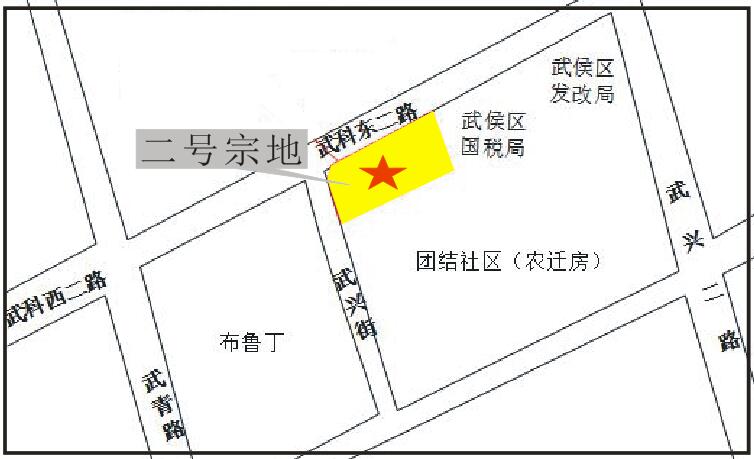 武侯区
发改局
武科东二路
武侯区
国税局
二号宗地
武兴二路
团结社区（农迁房）
武科西二路
武兴街
布鲁丁
武青路